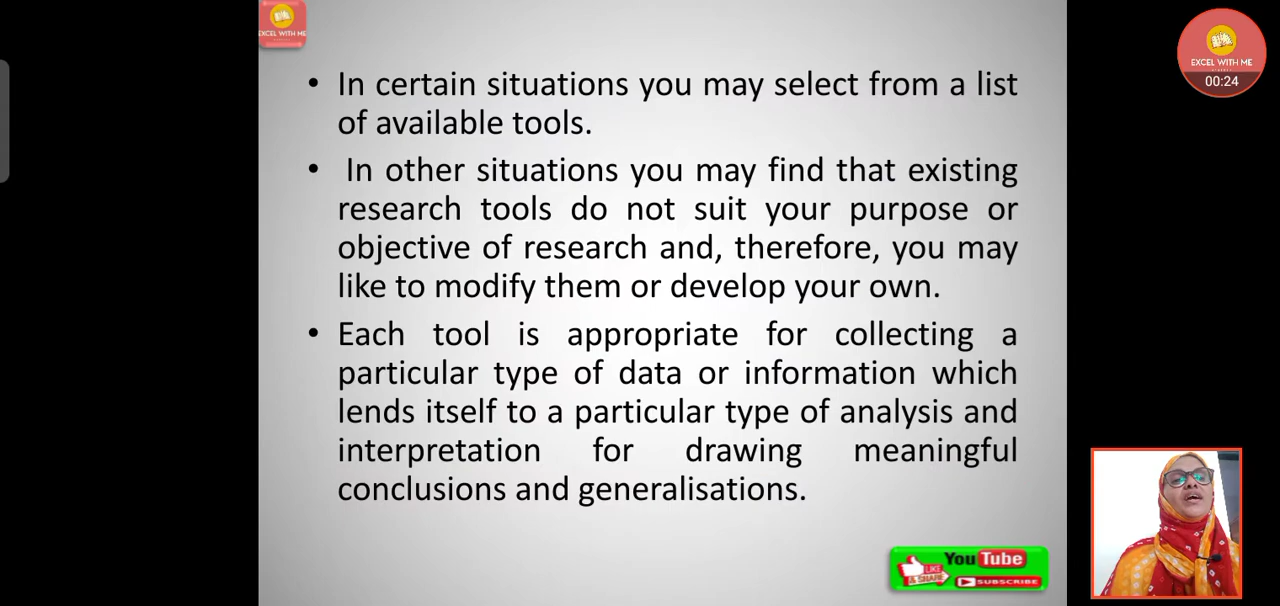 EXCEL WITH ME
EXCEL WITH ME
00:24
• In certain situations you may select from a list
of available tools.
• In other situations you may find that existing
research tools do not suit your purpose or
objective of research and, therefore, you may
like to modify them or develop your own.
• Each tool is appropriate for collecting a
particular type of data or information which
lends itself to a particular type of analysis and
interpretation for drawing meaningful
conclusions and generalisations.
YouTube
LIKE
& SHARE
SUBSCRIBE